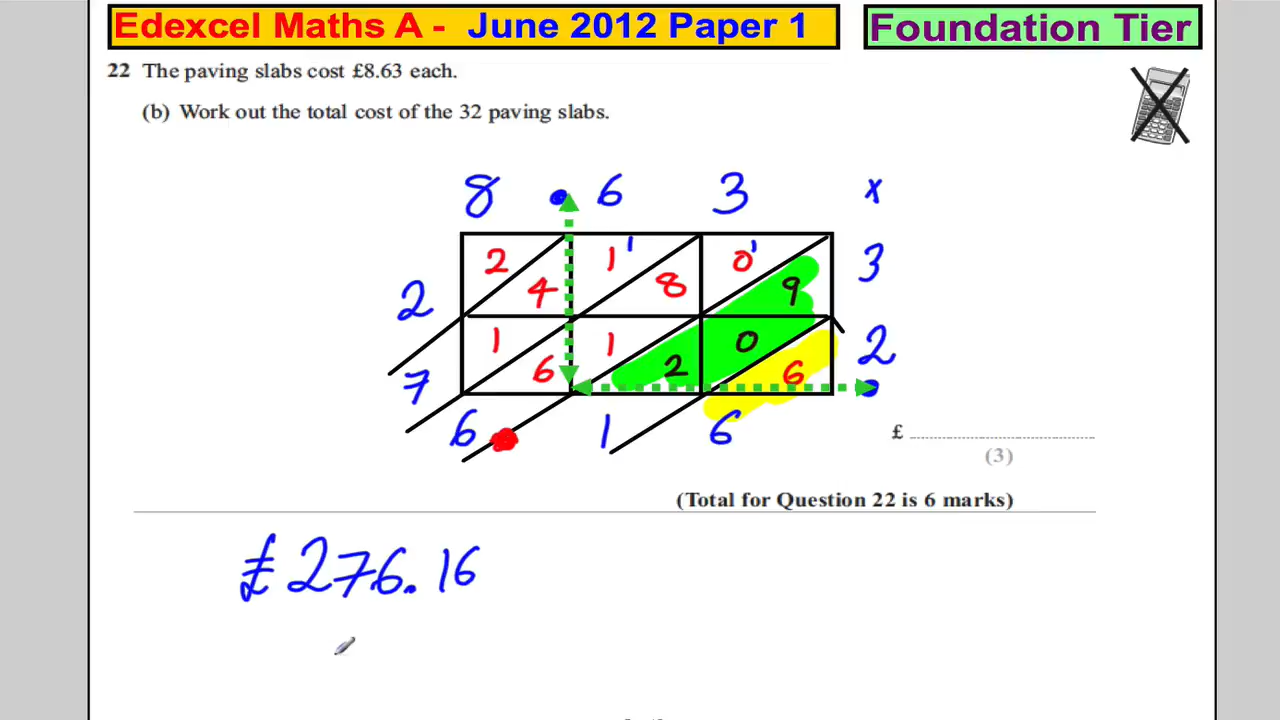 Edexcel Maths A - June 2012 Paper 1
Foundation Tier
22 The paving slabs cost £8.63 each.
(b) Work out the total cost of the 32 paving slabs.
8 . 6 3 x
2 1 1 0 1 3
4 8 9
2
1 1 0 2
6 2 6
7
6 . 1 6
£
(3)
(Total for Question 22 is 6 marks)
£276.16